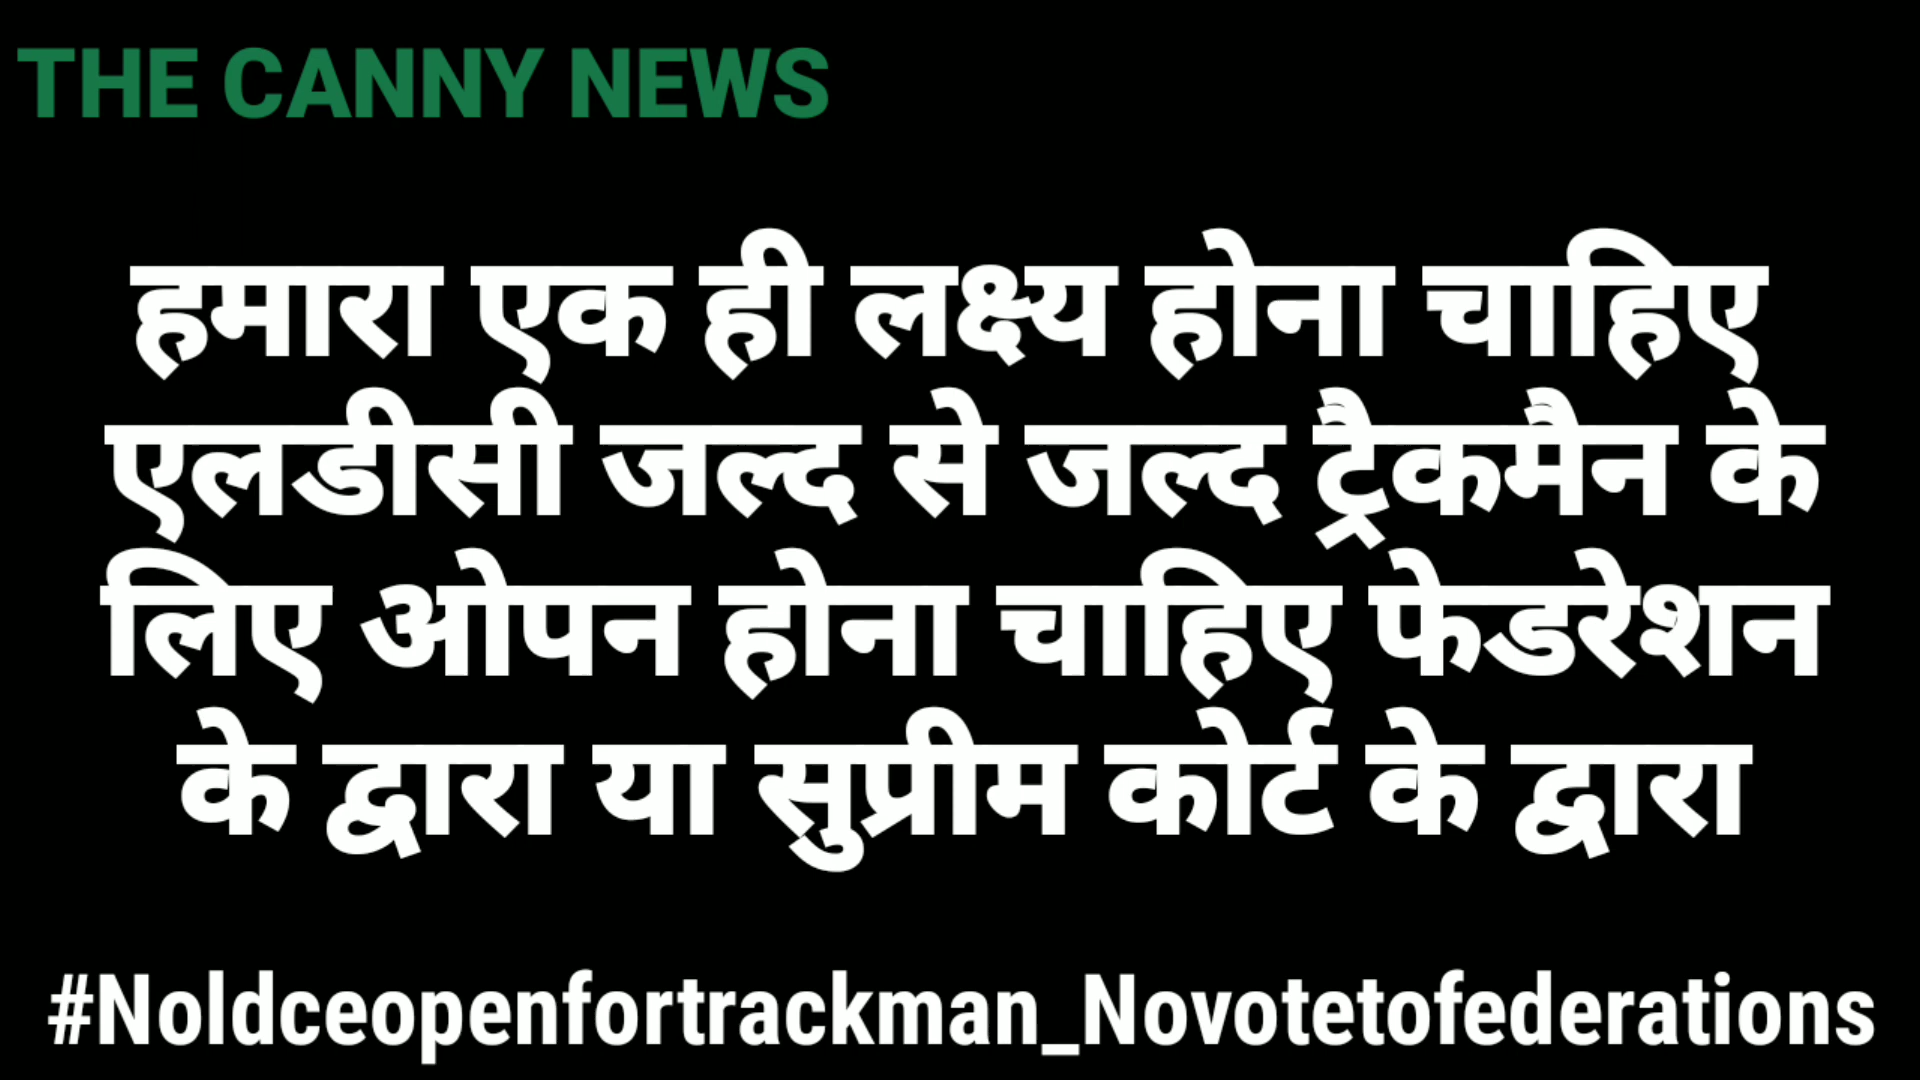 THE CANNY NEWS
हमारा एक ही लक्ष्य होना चाहिए
एलडीसी जल्द से जल्द ट्रैकमैन के
लिए ओपन होना चाहिए फेडरेशन
के द्वारा या सुप्रीम कोर्ट के द्वारा
#Noldceopenfortrackman_Novotetofederations